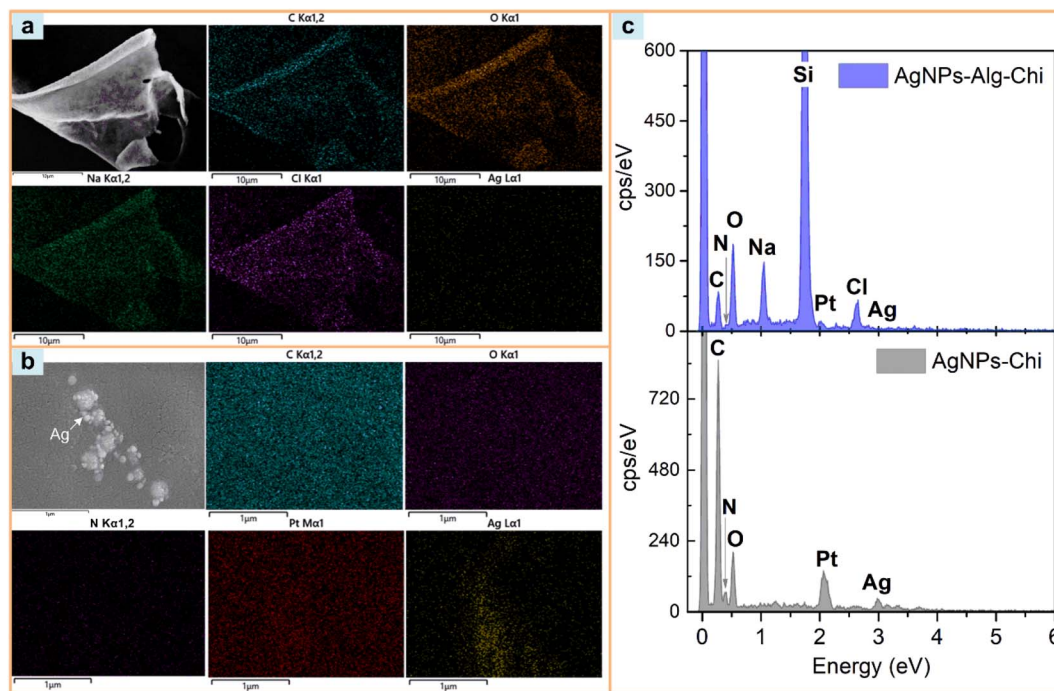 a
C Kα1,2
O Kα1
10µm
10µm
10µm
Na Kα1,2
Cl Kα1
Ag Lα1
10µm
10µm
10µm
b
C Kα1,2
O Kα1
Ag
1µm
1µm
1µm
N Kα1,2
Pt Mα1
Ag Lα1
1µm
1µm
1µm
c
600
450
300
150
0
cps/eV
AgNPs-Alg-Chi
Si
C
N
O
Na
Pt
Cl
Ag
720
480
240
0
cps/eV
AgNPs-Chi
C
N
O
Pt
Ag
0 1 2 3 4 5 6
Energy (eV)